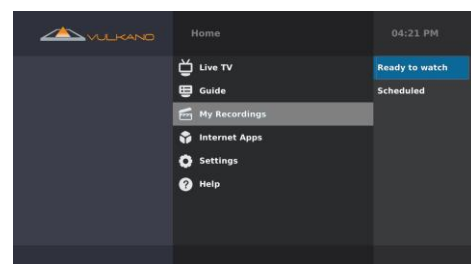 VULKANO
Home
04:21 PM
Live TV
Guide
My Recordings
Internet Apps
Settings
Help
Ready to watch
Scheduled